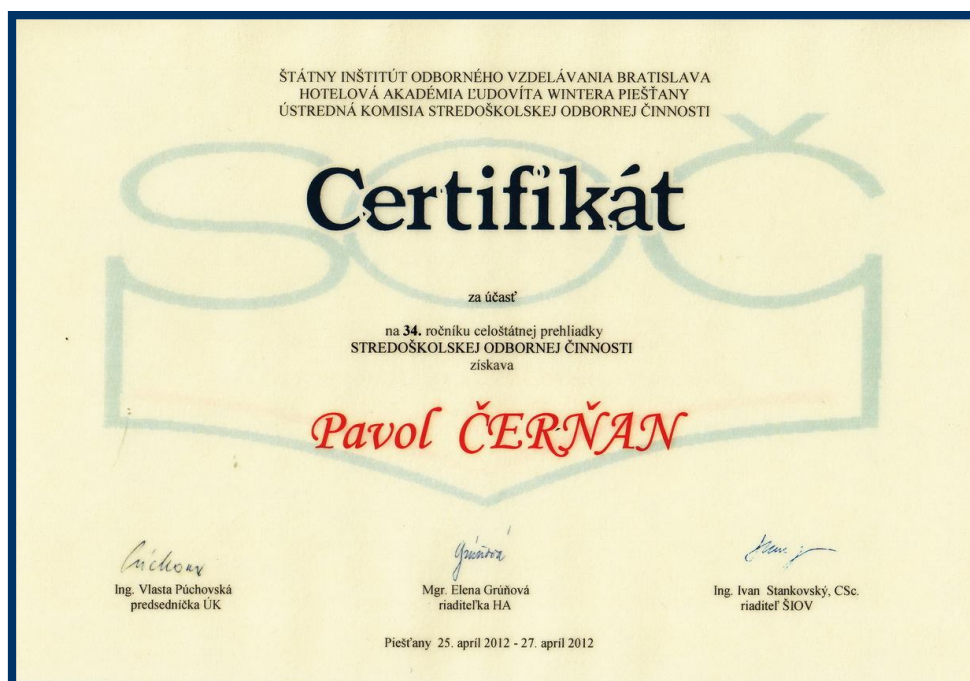 ŠTÁTNY INŠTITÚT ODBORNÉHO VZDELÁVANIA BRATISLAVA
HOTELOVÁ AKADÉMIA ĽUDOVÍTA WINTERA PIEŠŤANY
ÚSTREDNÁ KOMISIA STREDOŠKOLSKEJ ODBORNEJ ČINNOSTI
SOČ
Certifikát
za účasť
na 34. ročníku celoštátnej prehliadky
STREDOŠKOLSKEJ ODBORNEJ ČINNOSTI
získava
Pavol ČERŇAN
Ing. Vlasta Púchovská
predsedníčka ÚK
Mgr. Elena Grúňová
riaditeľka HA
Ing. Ivan Stankovský, CSc.
riaditeľ ŠIOV
Piešťany 25. apríl 2012 - 27. apríl 2012